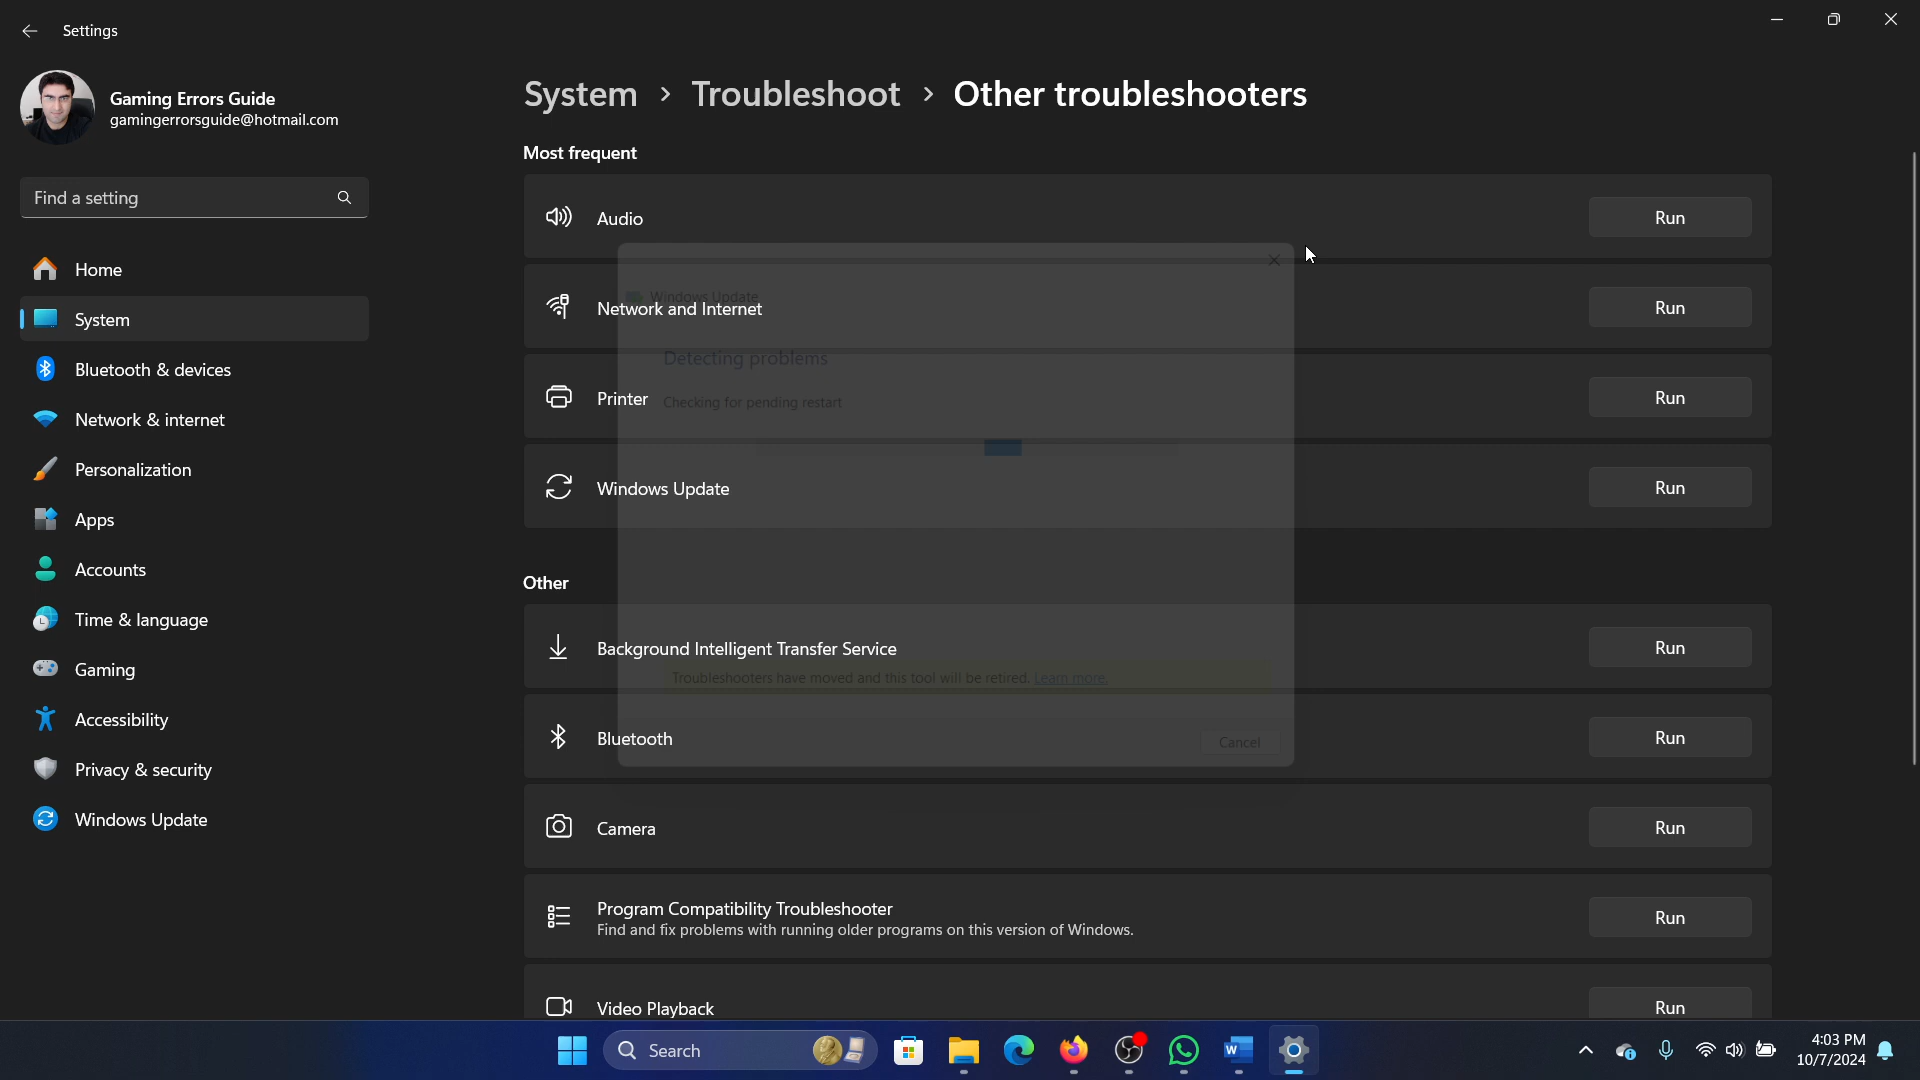 Settings
Gaming Errors Guide
gamingerrorsguide@hotmail.com
Find a setting
Home
System
Bluetooth & devices
Network & internet
Personalization
Apps
Accounts
Time & language
Gaming
Accessibility
Privacy & security
Windows Update
System > Troubleshoot > Other troubleshooters
Most frequent
Audio Run
Network and Internet Run
Printer Run
Windows Update Run
Other
Background Intelligent Transfer Service Run
Bluetooth Run
Camera Run
Program Compatibility Troubleshooter Run
Find and fix problems with running older programs on this version of Windows.
Video Playback Run
Windows Update
Detecting problems
Checking for pending restart
Troubleshooters have moved and this tool will be retired. Learn more.
Cancel
Search
W
4:03 PM
10/7/2024